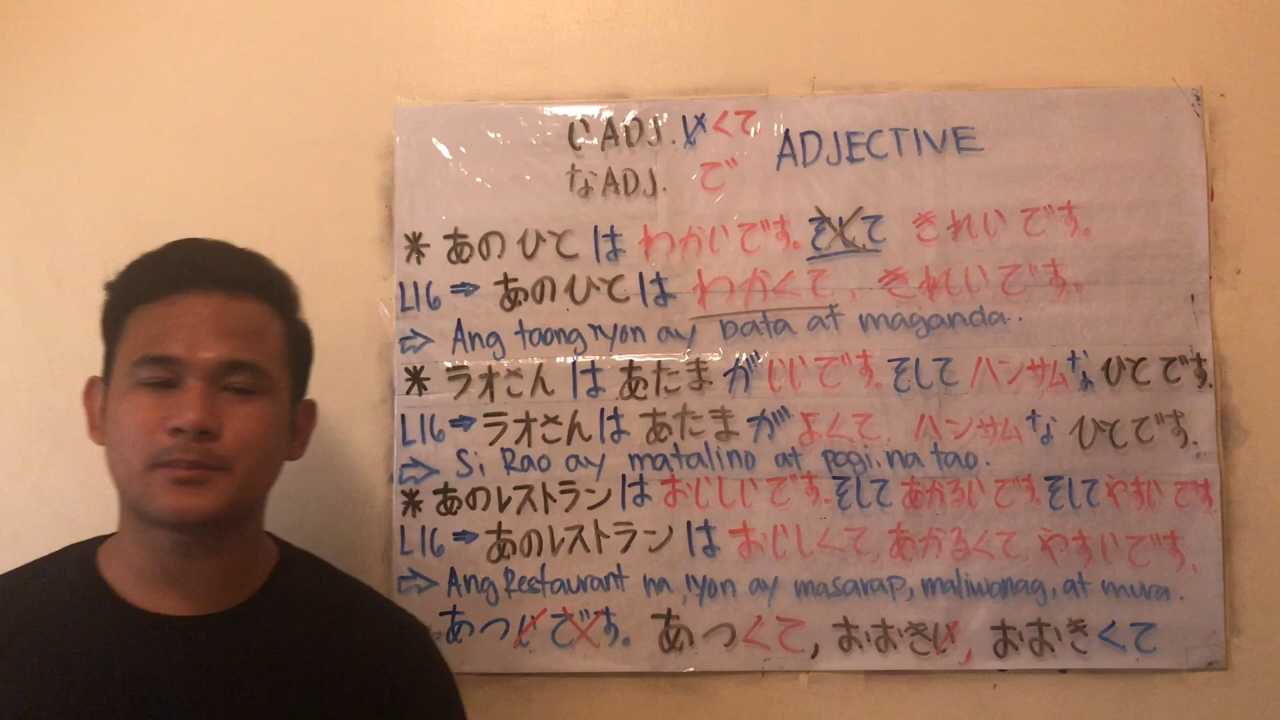 い ADJ. い くて ADJECTIVE
な ADJ. で
* あのひと は わかいです。そして きれい です。
L16 ⇒ あのひと は わかくて, きれいです。
⇒ Ang taong 'yon ay bata at maganda.
* ラオさん は あたま が いいです。そして ハンサムな ひと です。
L16 ⇒ ラオさんは あたま が よくて, ハンサムな ひとです。
⇒ Si Rao ay matalino at pogi na tao.
* あのレストラン は おいしいです。そして あかるいです。そして やすいです
L16 ⇒ あのレストラン は おいしくて, あかるくて, やすいです。
⇒ Ang Restaurant na iyon ay masarap, maliwanag, at mura.
あつい です。 あつくて, おおきい, おおきくて